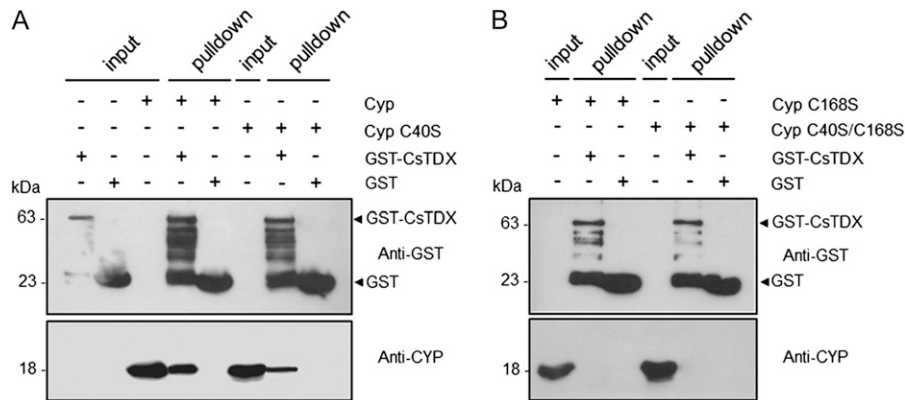 A
input
pulldown
input
pulldown
- - + + + - - - Cyp
- - - - - + + + Cyp C40S
+ - - + - - + - GST-CsTDX
- + - - + - - + GST
kDa
63
GST-CsTDX
Anti-GST
23
GST
18
Anti-CYP
B
input
pulldown
input
pulldown
+ + + - - - Cyp C168S
- - - + + + Cyp C40S/C168S
- + - - + - GST-CsTDX
- - + - - + GST
kDa
63
GST-CsTDX
Anti-GST
23
GST
18
Anti-CYP